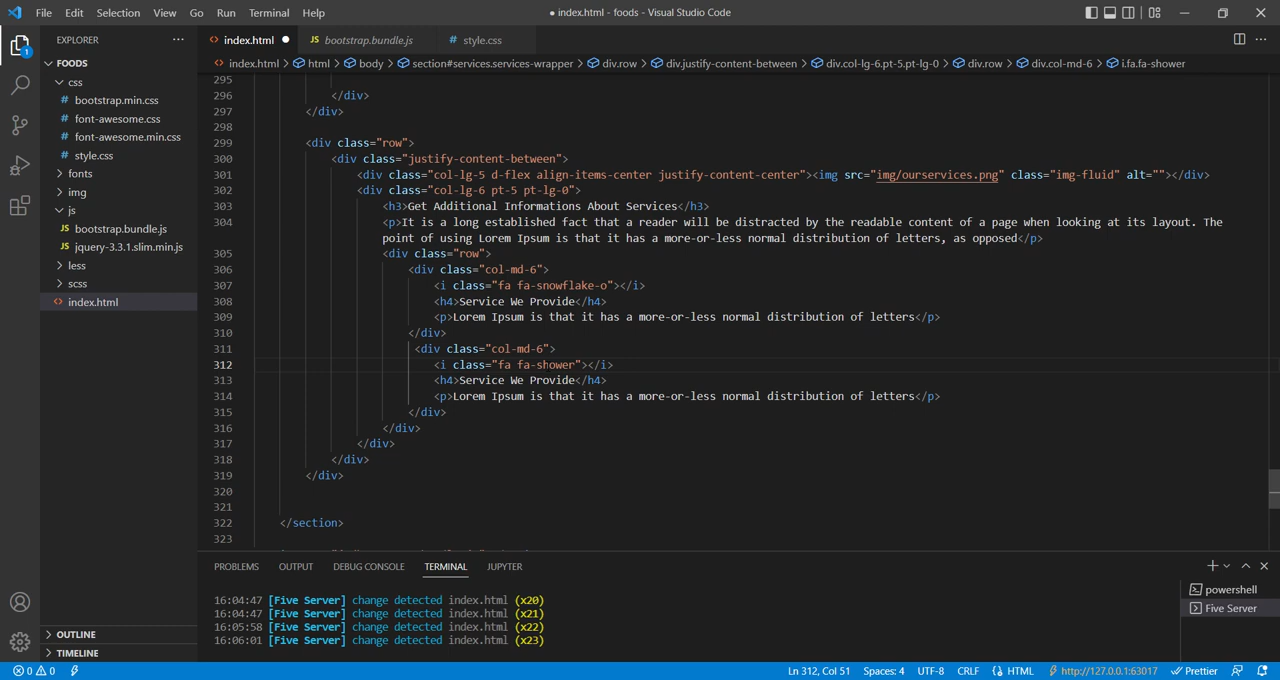 File Edit Selection View Go Run Terminal Help ● index.html - foods - Visual Studio Code
EXPLORER ···
index.html ● JS bootstrap.bundle.js # style.css
index.html > html > body > section#services.services-wrapper > div.row > div.justify-content-between > div.col-lg-6.pt-5.pt-lg-0 > div.row > div.col-md-6 > i.fa.fa-shower
1
FOODS
css
# bootstrap.min.css
# font-awesome.css
# font-awesome.min.css
# style.css
fonts
img
js
JS bootstrap.bundle.js
JS jquery-3.3.1.slim.min.js
less
scss
<> index.html
OUTLINE
TIMELINE
295
296 </div>
297 </div>
298
299 <div class="row">
300 <div class="justify-content-between">
301 <div class="col-lg-5 d-flex align-items-center justify-content-center"><img src="img/ourservices.png" class="img-fluid" alt=""></div>
302 <div class="col-lg-6 pt-5 pt-lg-0">
303 <h3>Get Additional Informations About Services</h3>
304 <p>It is a long established fact that a reader will be distracted by the readable content of a page when looking at its layout. The
point of using Lorem Ipsum is that it has a more-or-less normal distribution of letters, as opposed</p>
305 <div class="row">
306 <div class="col-md-6">
307 <i class="fa fa-snowflake-o"></i>
308 <h4>Service We Provide</h4>
309 <p>Lorem Ipsum is that it has a more-or-less normal distribution of letters</p>
310 </div>
311 <div class="col-md-6">
312 <i class="fa fa-shower"></i>
313 <h4>Service We Provide</h4>
314 <p>Lorem Ipsum is that it has a more-or-less normal distribution of letters</p>
315 </div>
316 </div>
317 </div>
318 </div>
319 </div>
320
321
322 </section>
323
PROBLEMS OUTPUT DEBUG CONSOLE TERMINAL JUPYTER
16:04:47 [Five Server] change detected index.html (x20)
16:04:47 [Five Server] change detected index.html (x21)
16:05:58 [Five Server] change detected index.html (x22)
16:06:01 [Five Server] change detected index.html (x23)
powershell
Five Server
0 0 Ln 312, Col 51 Spaces: 4 UTF-8 CRLF HTML http://127.0.0.1:63017 Prettier